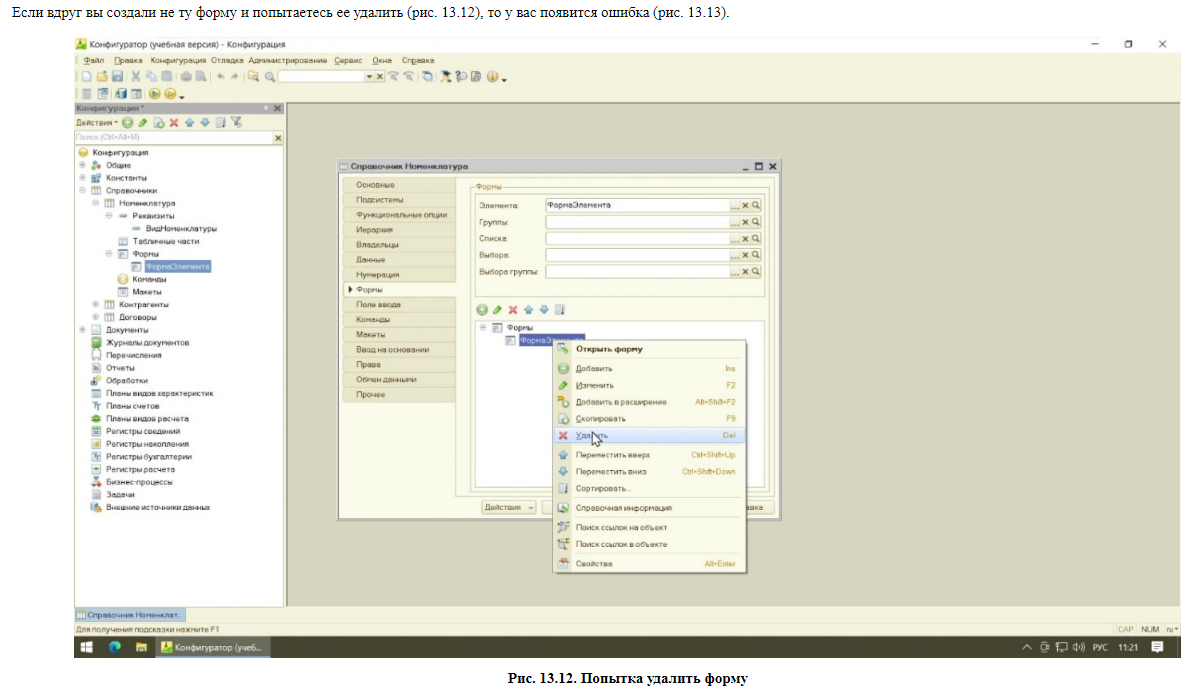 Если вдруг вы создали не ту форму и попытаетесь ее удалить (рис. 13.12), то у вас появится ошибка (рис. 13.13).
Конфигуратор (учебная версия) - Конфигурация
Файл Правка Конфигурация Отладка Администрирование Сервис Окна Справка
Конфигурация *
Действия
Поиск (Ctrl+Alt+M)
Конфигурация
Общие
Константы
Справочники
Номенклатура
Реквизиты
ВидНоменклатуры
Табличные части
Формы
ФормаЭлемента
Команды
Макеты
Контрагенты
Договоры
Документы
Журналы документов
Перечисления
Отчеты
Обработки
Планы видов характеристик
Планы счетов
Планы видов расчета
Регистры сведений
Регистры накопления
Регистры бухгалтерии
Регистры расчета
Бизнес-процессы
Задачи
Внешние источники данных
Справочник Номенклатура
Основные
Подсистемы
Функциональные опции
Иерархия
Владельцы
Данные
Нумерация
Формы
Поле ввода
Команды
Макеты
Ввод на основании
Права
Обмен данными
Прочее
Формы
Элемента: ФормаЭлемента
Группы:
Списка:
Выбора:
Выбора группы:
Формы
Открыть форму
Добавить Ins
Изменить F2
Добавить в расширение Alt+Shift+F2
Скопировать F9
Удалить Del
Переместить вверх Ctrl+Shift+Up
Переместить вниз Ctrl+Shift+Down
Сортировать...
Справочная информация
Поиск ссылок на объект
Поиск ссылок в объекте
Свойства Alt+Enter
Действия
Справочник Номенклат...
Для получения подсказки нажмите F1
CAP NUM ru
Конфигуратор (учеб...
РУС 11:21
Рис. 13.12. Попытка удалить форму